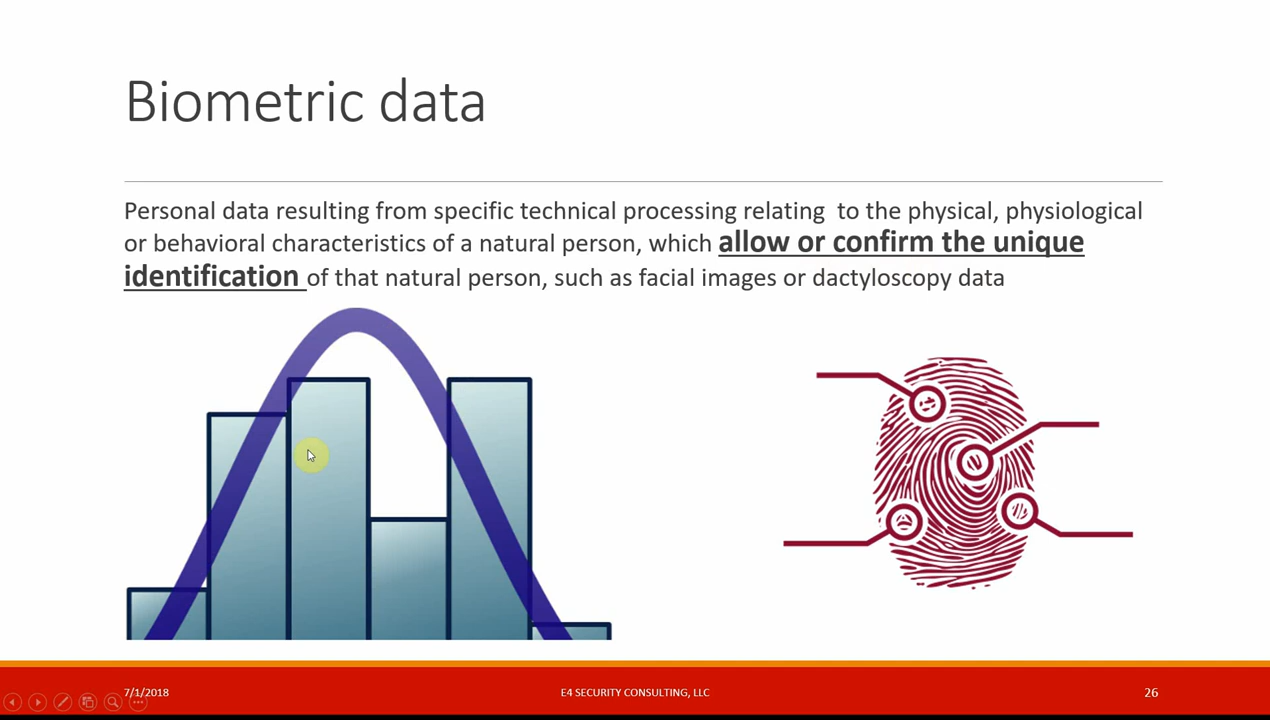 Biometric data
Personal data resulting from specific technical processing relating  to the physical, physiological
or behavioral characteristics of a natural person, which allow or confirm the unique
identification of that natural person, such as facial images or dactyloscopy data
7/1/2018
E4 SECURITY CONSULTING, LLC
26